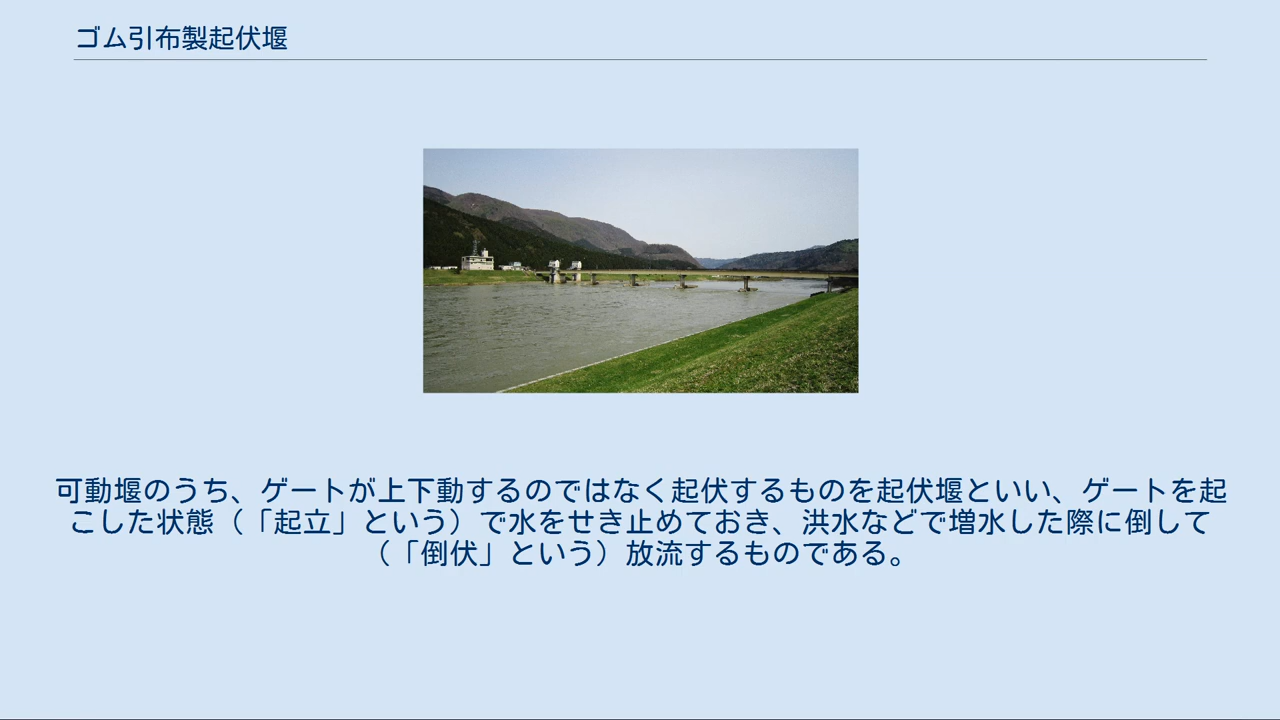 ゴム引布製起伏堰
可動堰のうち、ゲートが上下動するのではなく起伏するものを起伏堰といい、ゲートを起
こした状態（「起立」という）で水をせき止めておき、洪水などで増水した際に倒して
（「倒伏」という）放流するものである。